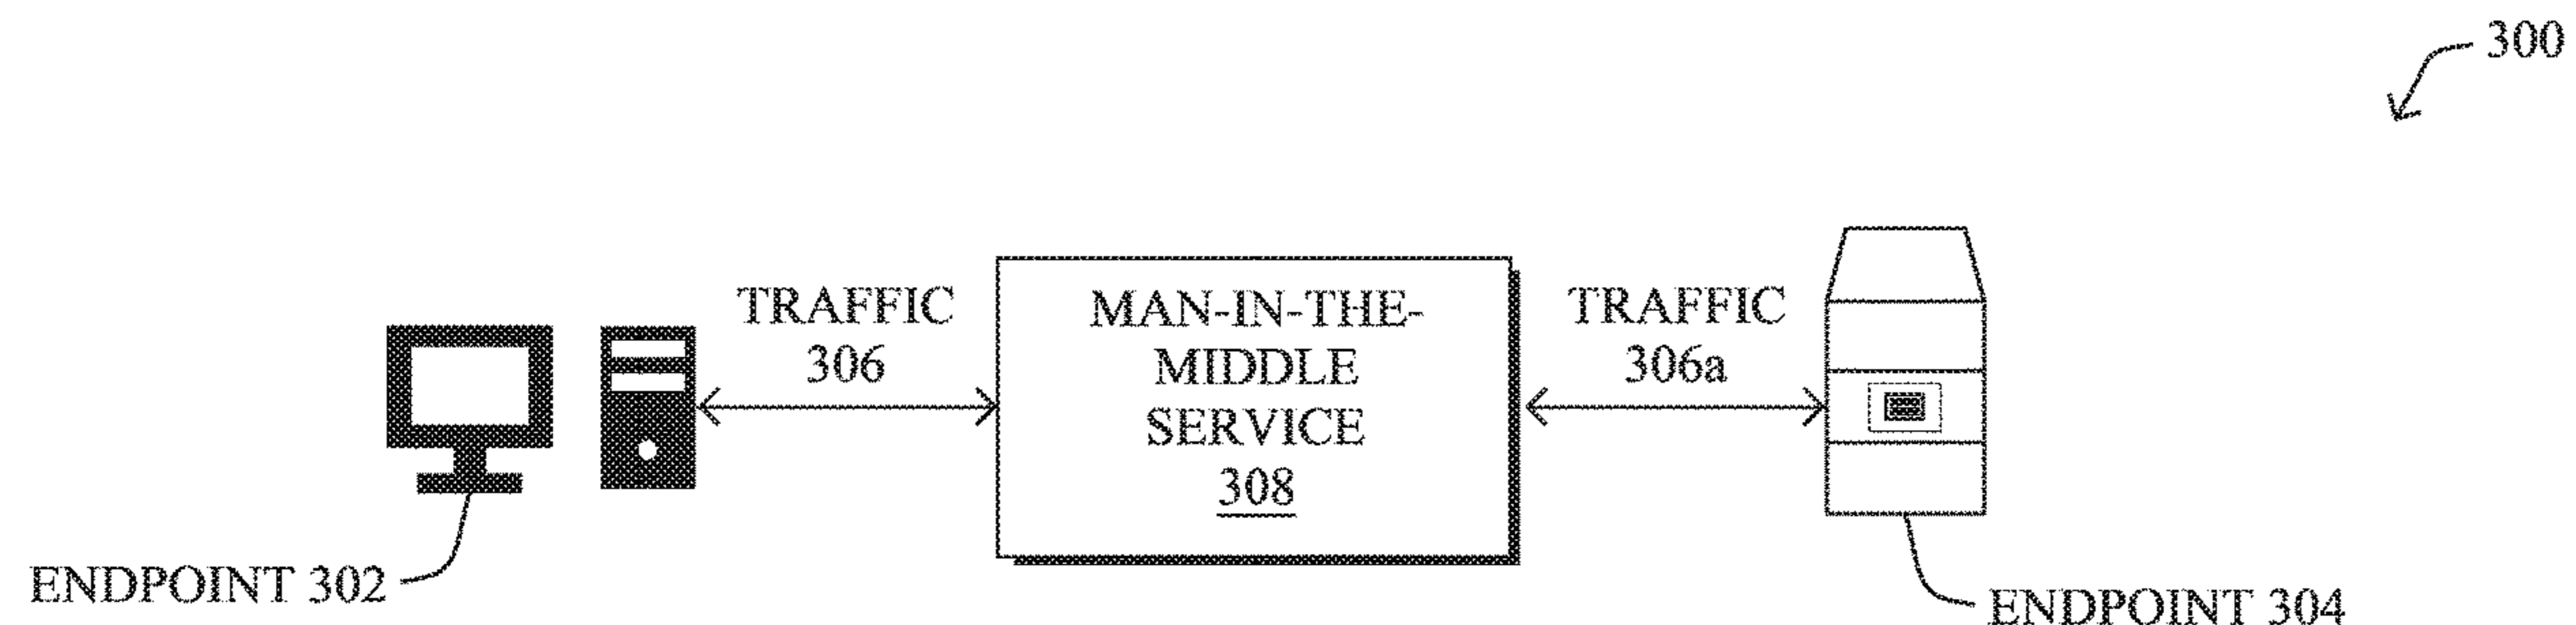 300
TRAFFIC
306
MAN-IN-THE-
MIDDLE
SERVICE
308
TRAFFIC
306a
ENDPOINT 302
ENDPOINT 304